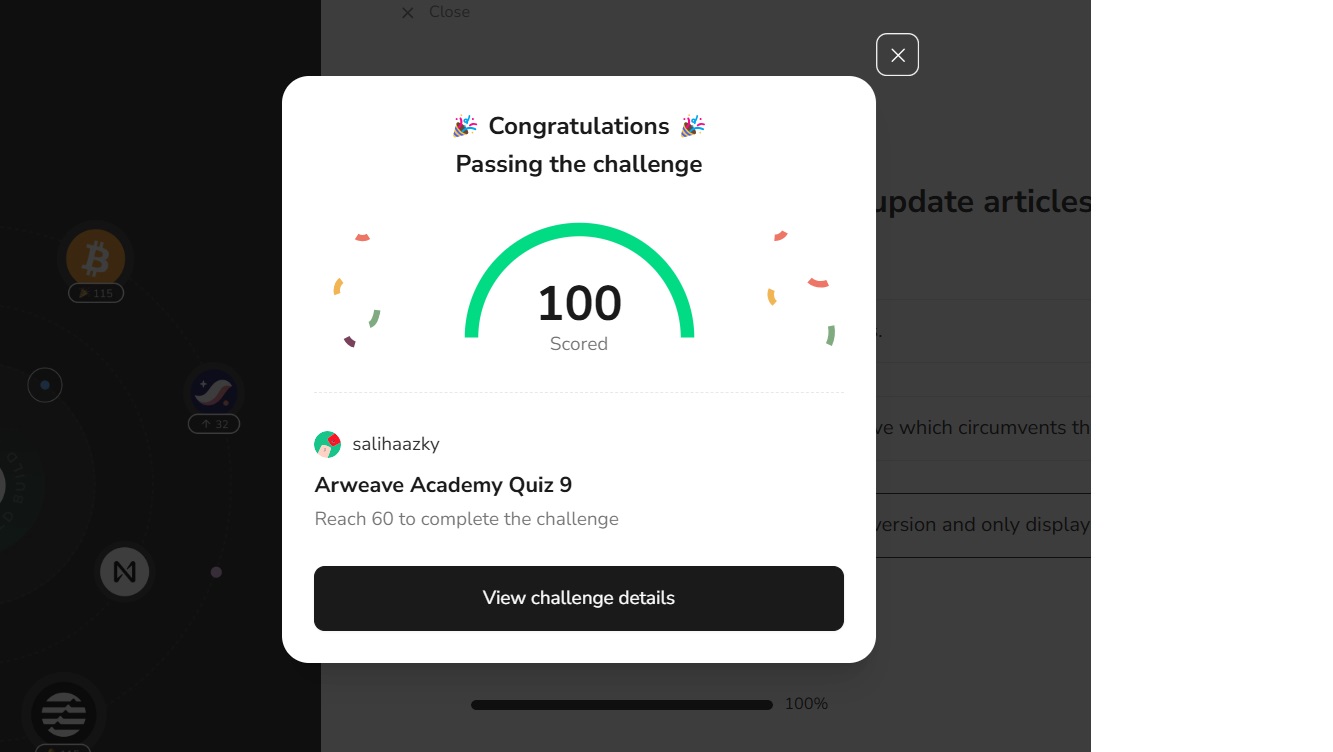 Close
Congratulations
Passing the challenge
update articles
115
100
Scored
32
ve which circumvents th
salihaazky
Arweave Academy Quiz 9
Reach 60 to complete the challenge
version and only display
View challenge details
100%